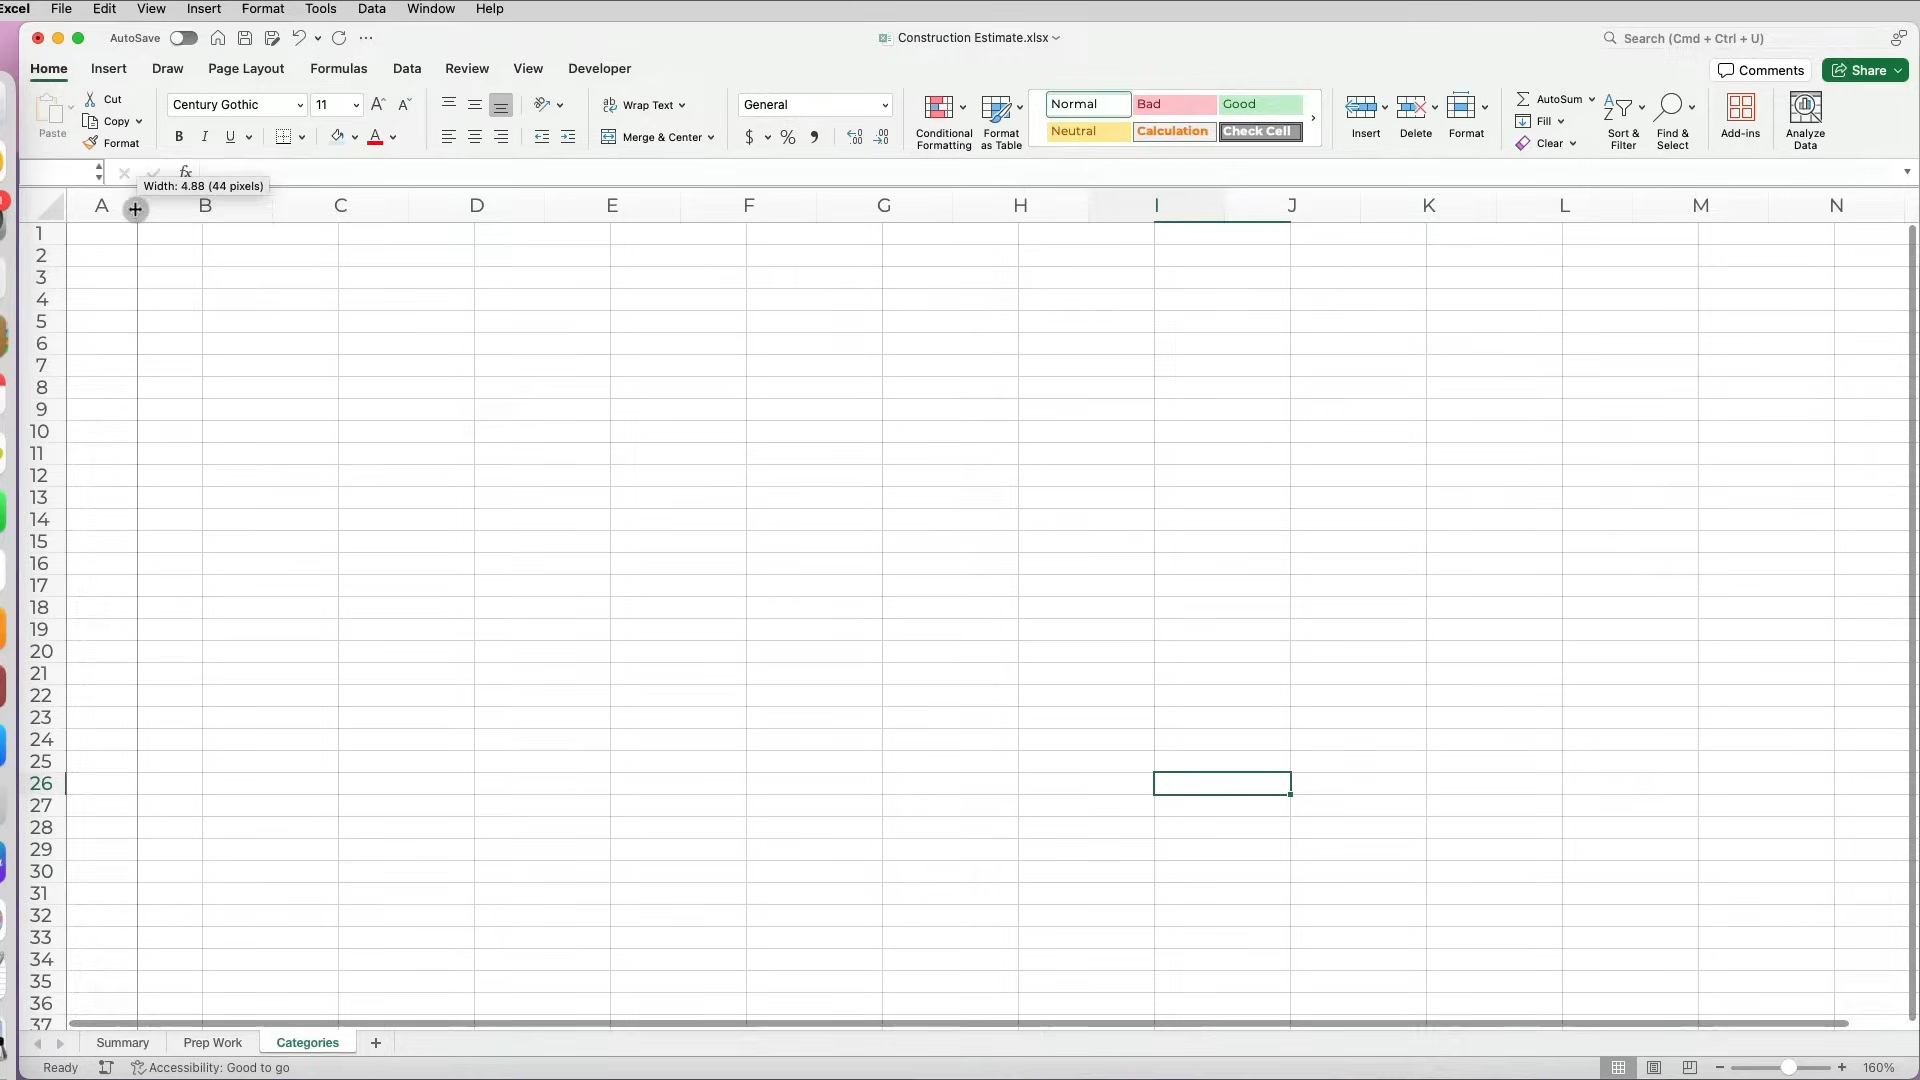 Excel File Edit View Insert Format Tools Data Window Help
AutoSave Construction Estimate.xlsx Search (Cmd + Ctrl + U)
Home Insert Draw Page Layout Formulas Data Review View Developer Comments Share
Paste
Cut
Copy
Format
Century Gothic 11
B I U A
Wrap Text
Merge & Center
General
$ %
Conditional Formatting
Format as Table
Normal Bad Good
Neutral Calculation Check Cell
Insert Delete Format
AutoSum
Fill
Clear
Sort & Filter
Find & Select
Add-ins
Analyze Data
fx
Width: 4.88 (44 pixels)
A B C D E F G H I J K L M N
1
2
3
4
5
6
7
8
9
10
11
12
13
14
15
16
17
18
19
20
21
22
23
24
25
26
27
28
29
30
31
32
33
34
35
36
37
Summary Prep Work Categories +
Ready Accessibility: Good to go 160%